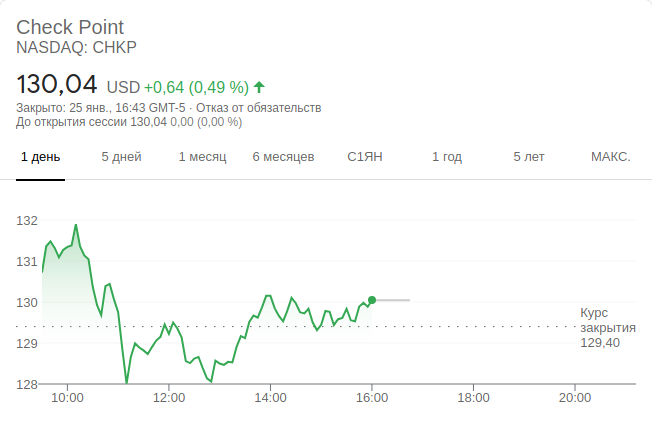 Check Point
NASDAQ: CHKP
130,04 USD +0,64 (0,49 %)
Закрыто: 25 янв., 16:43 GMT-5 · Отказ от обязательств
До открытия сессии 130,04 0,00 (0,00 %)
1 день 5 дней 1 месяц 6 месяцев С1ЯН 1 год 5 лет МАКС.
132
131
130
129
128
Курс
закрытия
129,40
10:00 12:00 14:00 16:00 18:00 20:00